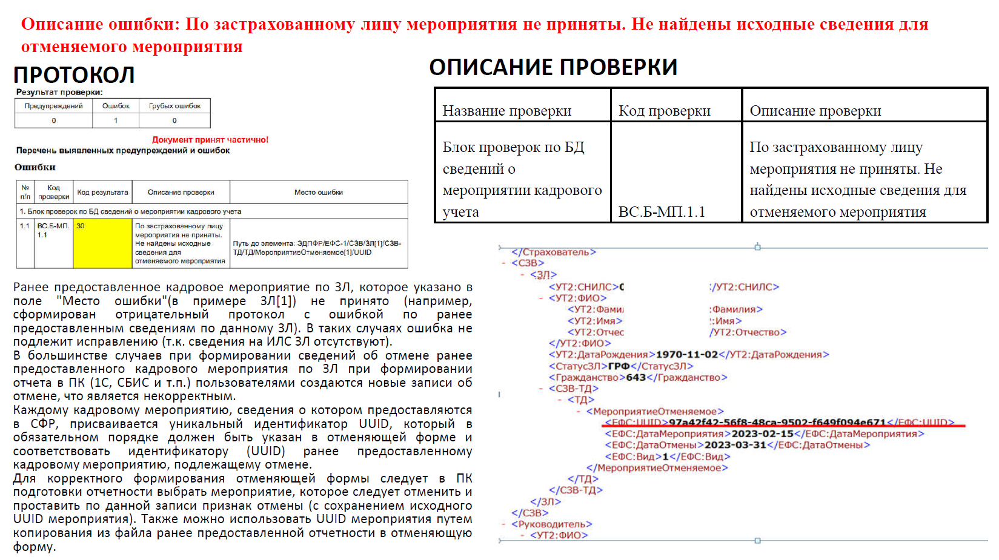 Описание ошибки: По застрахованному лицу мероприятия не приняты. Не найдены исходные сведения для
отменяемого мероприятия
ПРОТОКОЛ
Результат проверки:
Предупреждений Ошибок Грубых ошибок
0 1 0
Документ принят частично!
Перечень выявленных предупреждений и ошибок
Ошибки
№ п/п Код проверки Код результата Описание проверки Место ошибки
1. Блок проверок по БД сведений о мероприятии кадрового учета
1.1 ВС.Б-МП. 30 По застрахованному лицу
1.1 мероприятия не приняты.
Не найдены исходные Путь до элемента: ЭДПФР/ЕФС-1/СЗВ/ЗЛ[1]/СЗВ-
сведения для ТД/ТД/МероприятиеОтменяемое[1]/UUID
отменяемого мероприятия
Ранее предоставленное кадровое мероприятие по ЗЛ, которое указано в
поле "Место ошибки"(в примере ЗЛ[1]) не принято (например,
сформирован отрицательный протокол с ошибкой по ранее
предоставленным сведениям по данному ЗЛ). В таких случаях ошибка не
подлежит исправлению (т.к. сведения на ИЛС ЗЛ отсутствуют).
В большинстве случаев при формировании сведений об отмене ранее
предоставленного кадрового мероприятия по ЗЛ при формировании
отчета в ПК (1С, СБИС и т.п.) пользователями создаются новые записи об
отмене, что является некорректным.
Каждому кадровому мероприятию, сведения о котором предоставляются
в СФР, присваивается уникальный идентификатор UUID, который в
обязательном порядке должен быть указан в отменяющей форме и
соответствовать идентификатору (UUID) ранее предоставленному
кадровому мероприятию, подлежащему отмене.
Для корректного формирования отменяющей формы следует в ПК
подготовки отчетности выбрать мероприятие, которое следует отменить и
проставить по данной записи признак отмены (с сохранением исходного
UUID мероприятия). Также можно использовать UUID мероприятия путем
копирования из файла ранее предоставленной отчетности в отменяющую
форму.
ОПИСАНИЕ ПРОВЕРКИ
Название проверки Код проверки Описание проверки
Блок проверок по БД По застрахованному лицу
сведений о мероприятия не приняты. Не
мероприятии кадрового найдены исходные сведения для
учета ВС.Б-МП.1.1 отменяемого мероприятия
</Страхователь>
- <СЗВ>
- <ЗЛ>
<УТ2:СНИЛС>0 </УТ2:СНИЛС>
- <УТ2:ФИО>
<УТ2:Фамил :Фамилия>
<УТ2:Имя> 2:Имя>
<УТ2:Отчес /УТ2:Отчество>
</УТ2:ФИО>
<УТ2:ДатаРождения>1970-11-02</УТ2:ДатаРождения>
<СтатусЗЛ>ГРФ</СтатусЗЛ>
<Гражданство>643</Гражданство>
- <СЗВ-ТД>
- <ТД>
- <МероприятиеОтменяемое>
<ЕФС:UUID>97a42f42-56f8-48ca-9502-f649f094e671</ЕФС:UUID>
<ЕФС:ДатаМероприятия>2023-02-15</ЕФС:ДатаМероприятия>
<ЕФС:ДатаОтмены>2023-03-31</ЕФС:ДатаОтмены>
<ЕФС:Вид>1</ЕФС:Вид>
</МероприятиеОтменяемое>
</ТД>
</СЗВ-ТД>
</ЗЛ>
</СЗВ>
- <Руководитель>
- <УТ2:ФИО>